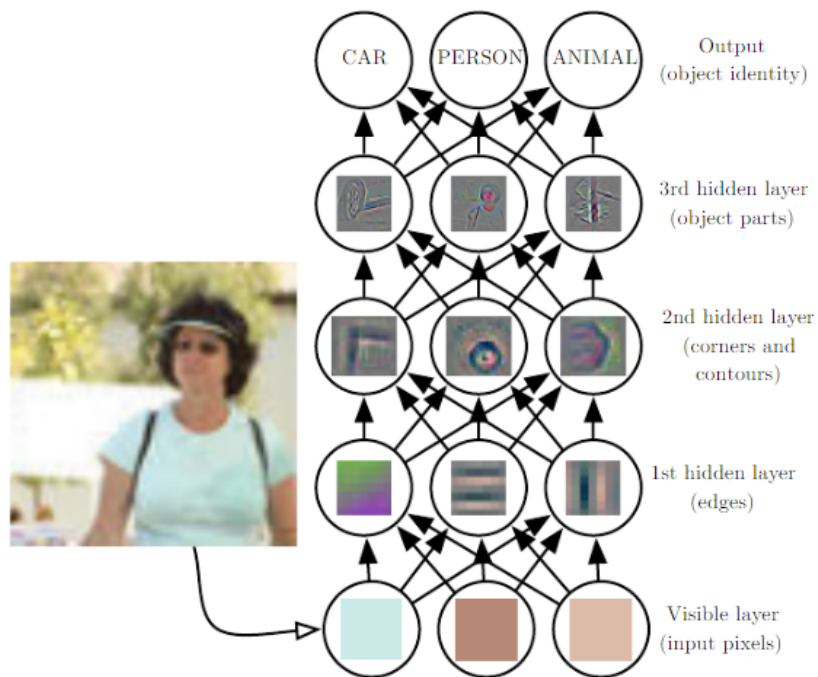 CAR PERSON ANIMAL
Output
(object identity)
3rd hidden layer
(object parts)
2nd hidden layer
(corners and
contours)
1st hidden layer
(edges)
Visible layer
(input pixels)